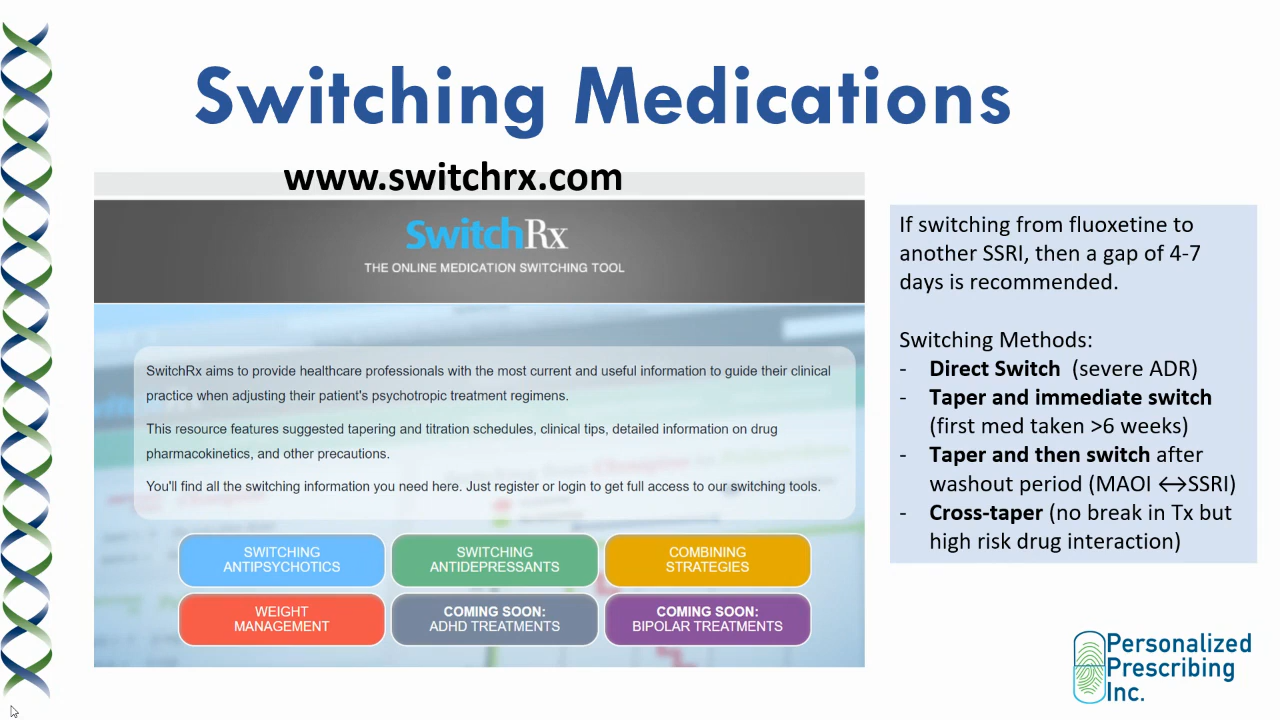 Switching Medications
www.switchrx.com
SwitchRx
THE ONLINE MEDICATION SWITCHING TOOL
SwitchRx aims to provide healthcare professionals with the most current and useful information to guide their clinical
practice when adjusting their patient's psychotropic treatment regimens.
This resource features suggested tapering and titration schedules, clinical tips, detailed information on drug
pharmacokinetics, and other precautions.
You'll find all the switching information you need here. Just register or login to get full access to our switching tools.
SWITCHING
ANTIPSYCHOTICS
SWITCHING
ANTIDEPRESSANTS
COMBINING
STRATEGIES
WEIGHT
MANAGEMENT
COMING SOON:
ADHD TREATMENTS
COMING SOON:
BIPOLAR TREATMENTS
If switching from fluoxetine to
another SSRI, then a gap of 4-7
days is recommended.
Switching Methods:
- Direct Switch (severe ADR)
- Taper and immediate switch
(first med taken >6 weeks)
- Taper and then switch after
washout period (MAOI ↔SSRI)
- Cross-taper (no break in Tx but
high risk drug interaction)
Personalized
Prescribing
Inc.